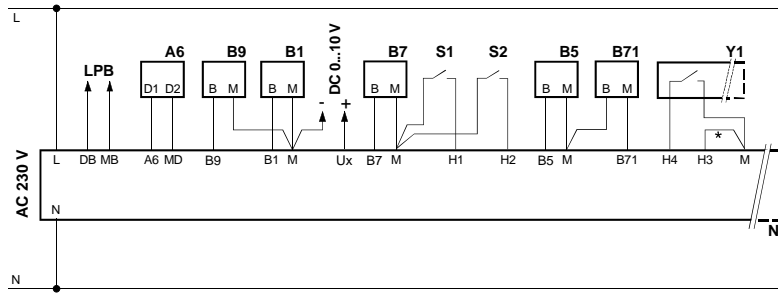 L
LPB
A6
B9
B1
DC 0...10 V
B7
S1
S2
B5
B71
Y1
D1 D2
B M
B M
- +
B M
B M
B M
*
AC 230 V
L DB MB A6 MD B9 B1 M Ux B7 M H1 H2 B5 M B71 H4 H3 M
N
N
N